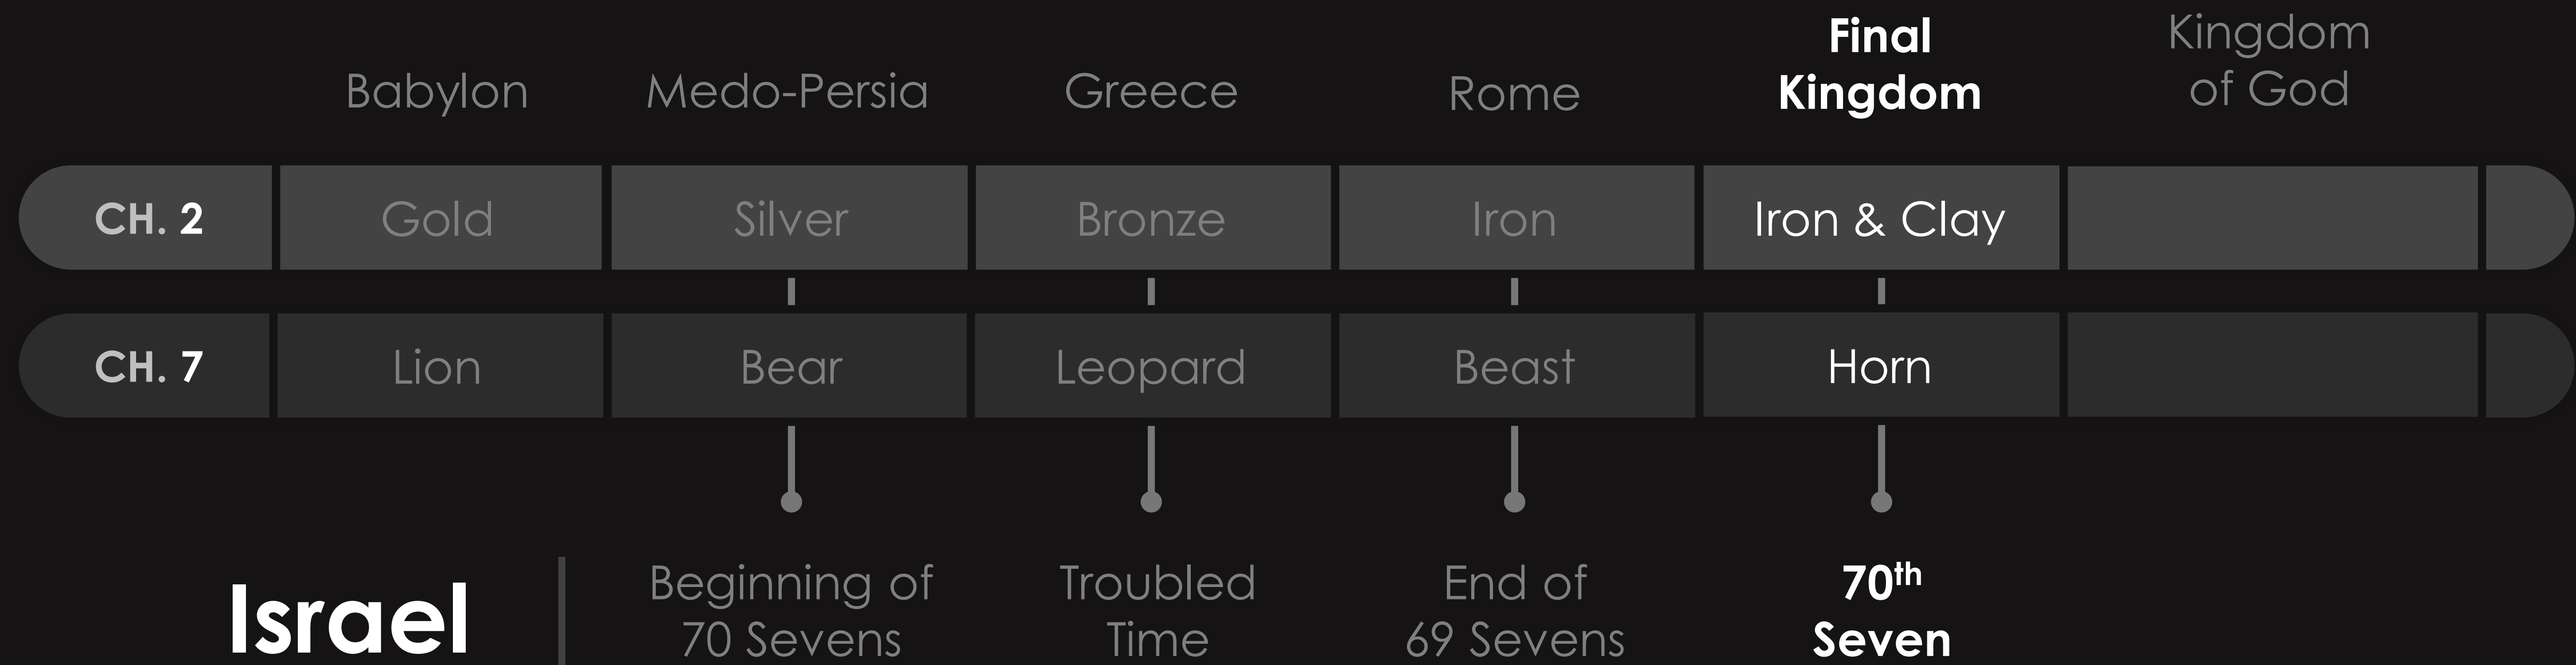 Babylon Medo-Persia Greece Rome Final Kingdom Kingdom of God
CH. 2 Gold Silver Bronze Iron Iron & Clay
CH. 7 Lion Bear Leopard Beast Horn
Israel Beginning of 70 Sevens Troubled Time End of 69 Sevens 70th Seven